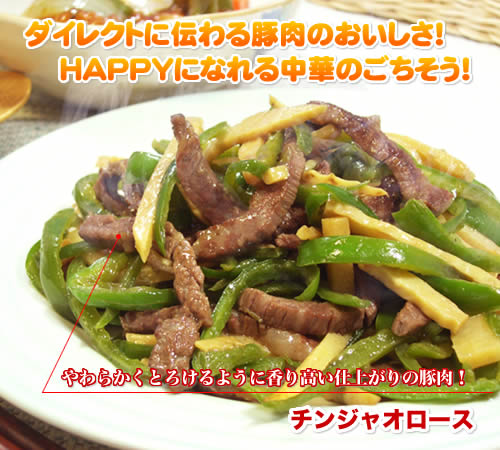 ダイレクトに伝わる豚肉のおいしさ!
HAPPYになれる中華のごちそう!
やわらかくとろけるように香り高い仕上がりの豚肉！
チンジャオロース